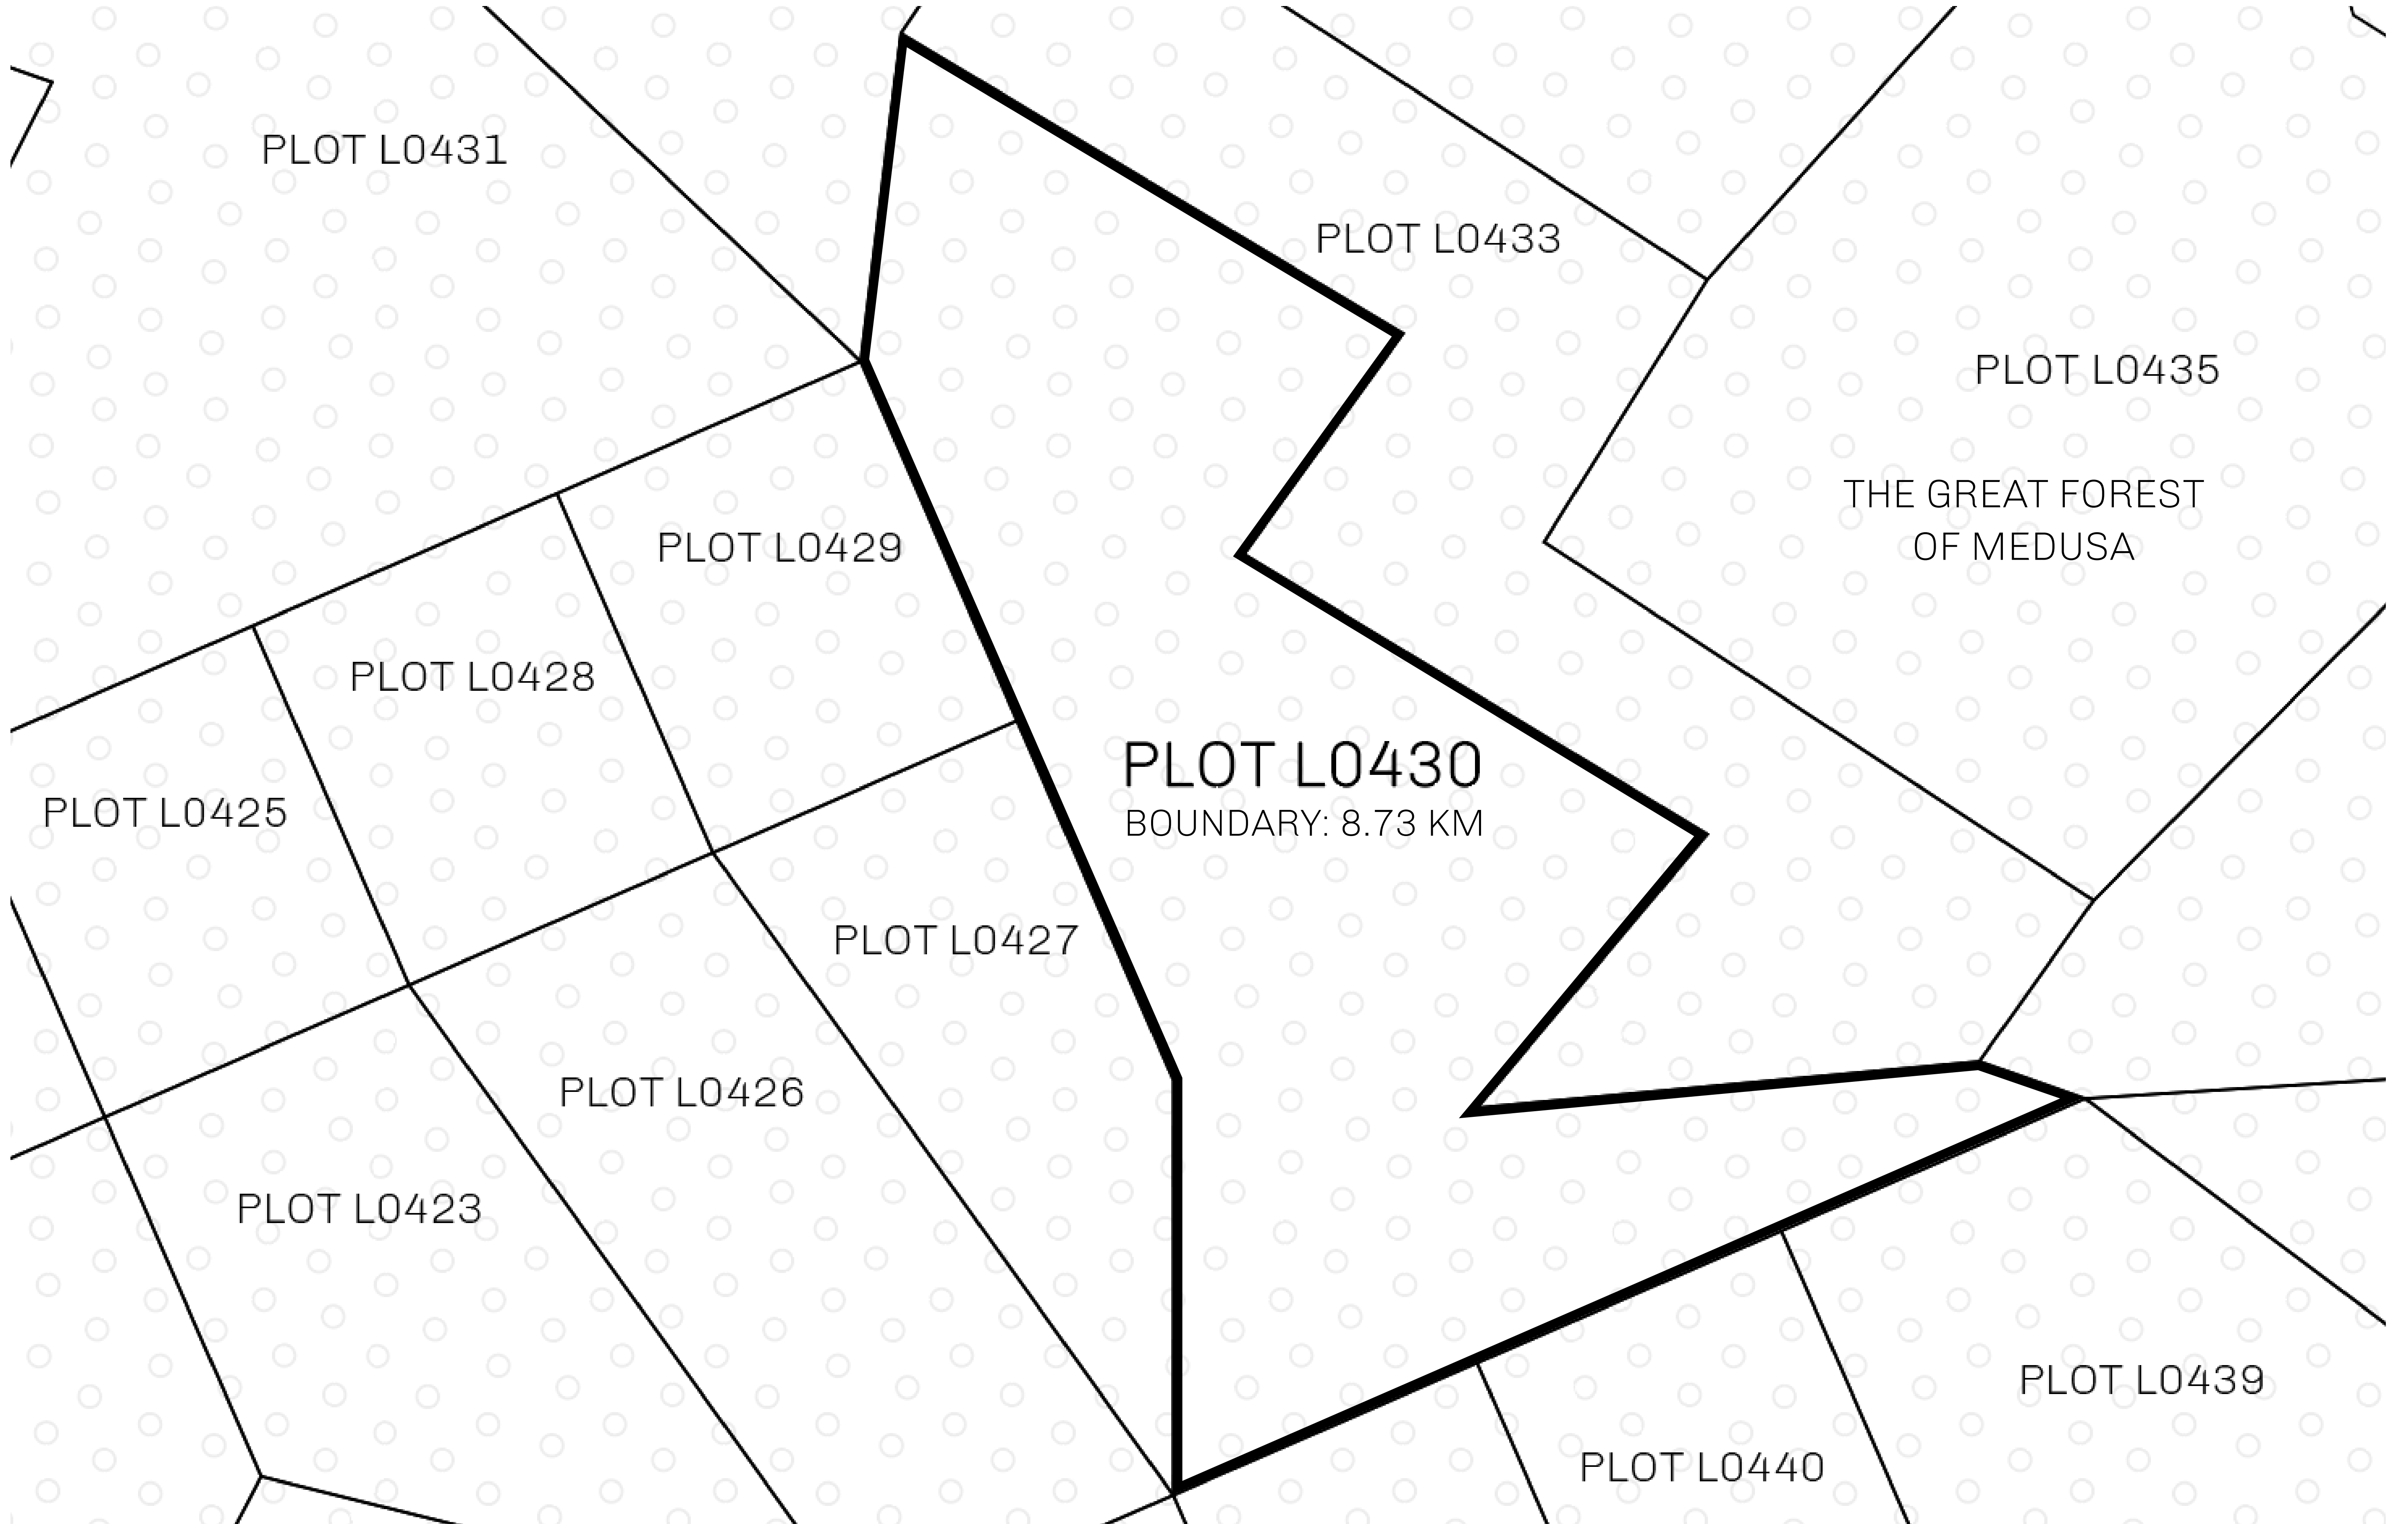 PLOT L0431
PLOT L0433
PLOT L0435
THE GREAT FOREST
OF MEDUSA
PLOT L0429
PLOT L0428
PLOT L0430
BOUNDARY: 8.73 KM
PLOT L0425
PLOT L0427
PLOT L0426
PLOT L0423
PLOT L0439
PLOT L0440